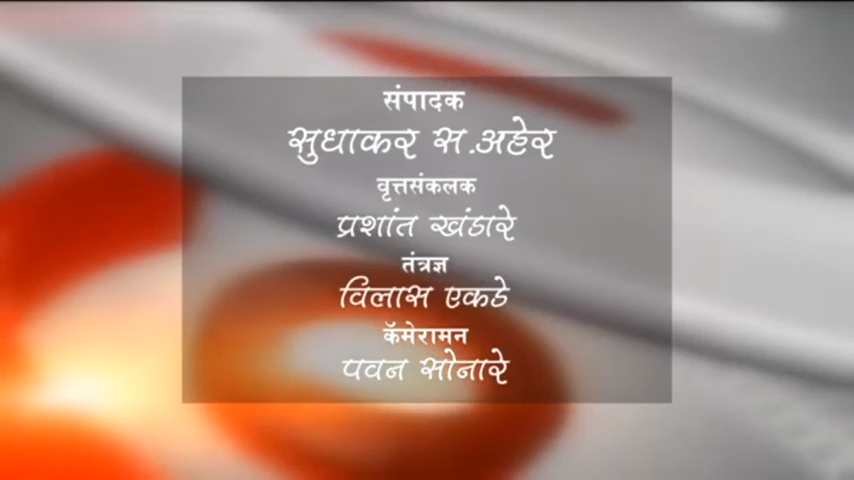 संपादक
सुधाकर स.अहेर
वृत्तसंकलक
प्रशांत खंडारे
तंत्रज्ञ
विलास एकडे
कॅमेरामन
पवन सोनारे